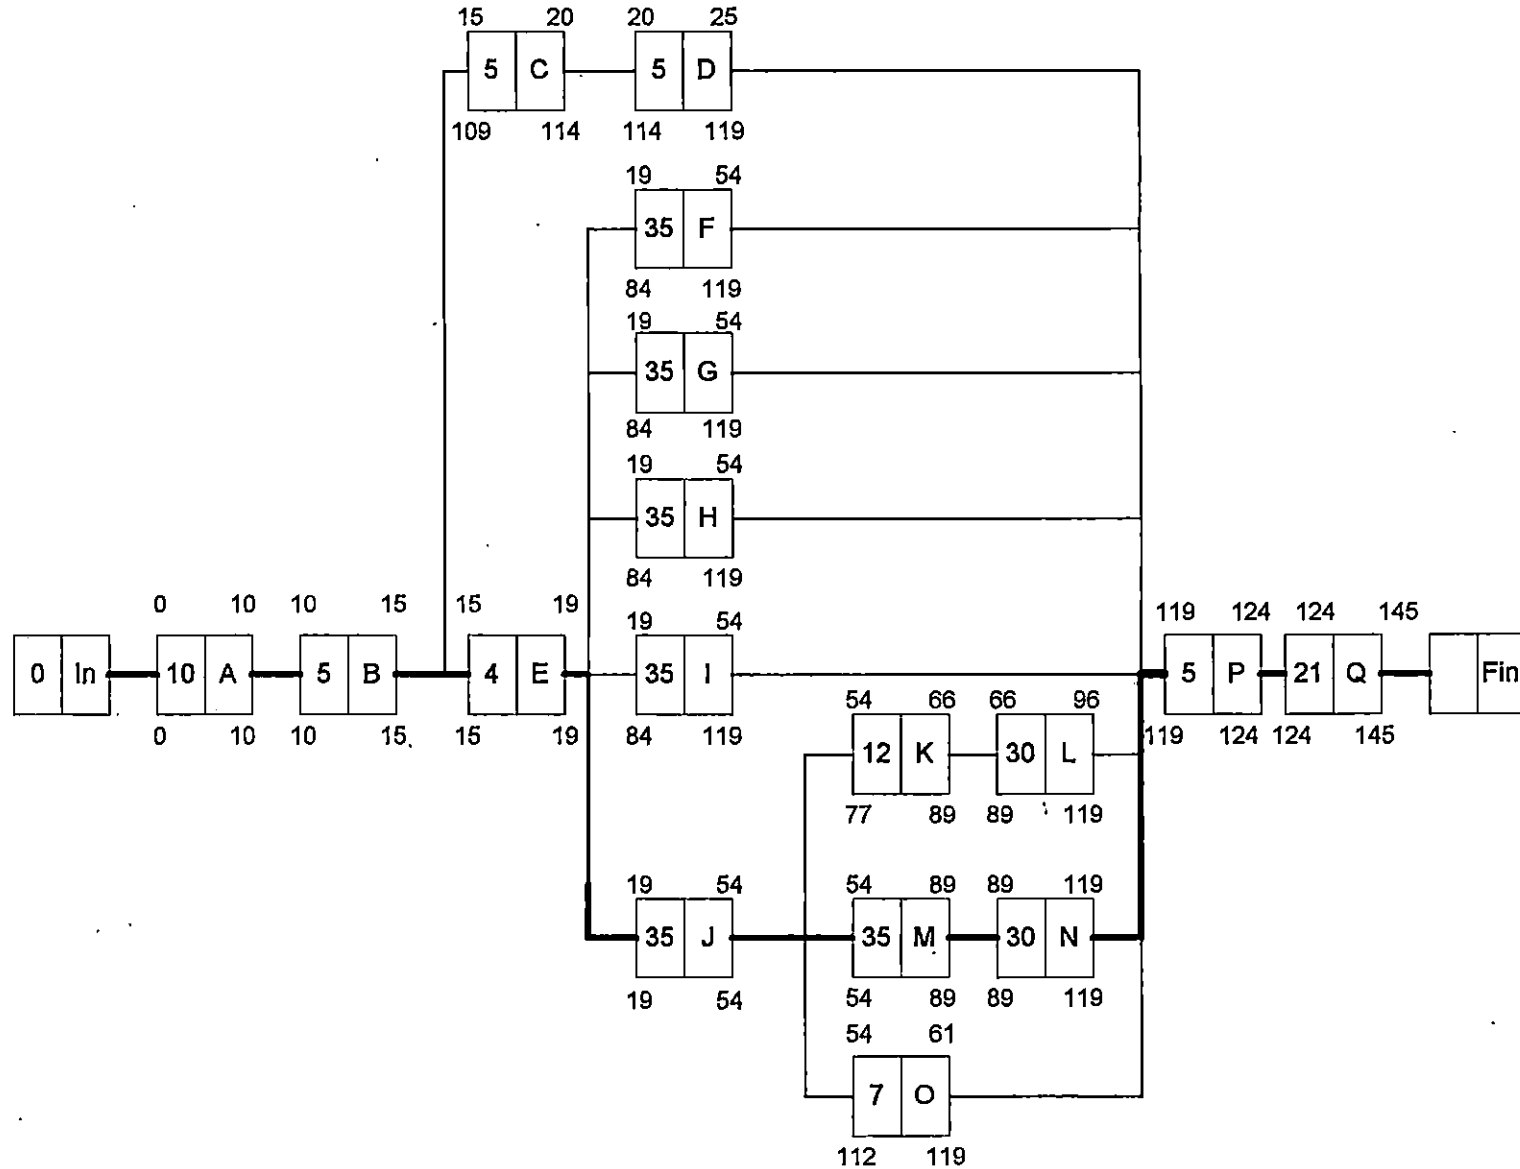 15 20 20 25
5 C 5 D
109 114 114 119
19 54
35 F
84 119
19 54
35 G
84 119
19 54
35 H
84 119
0 10 10 15 15 19 19 54 119 124 124 145
0 In 10 A 5 B 4 E 35 I 5 P 21 Q Fin
0 10 10 15 15 19 84 119 119 124 124 145
54 66 66 96
12 K 30 L
77 89 89 119
19 54 54 89 89 119
35 J 35 M 30 N
19 54 54 89 89 119
54 61
7 O
112 119